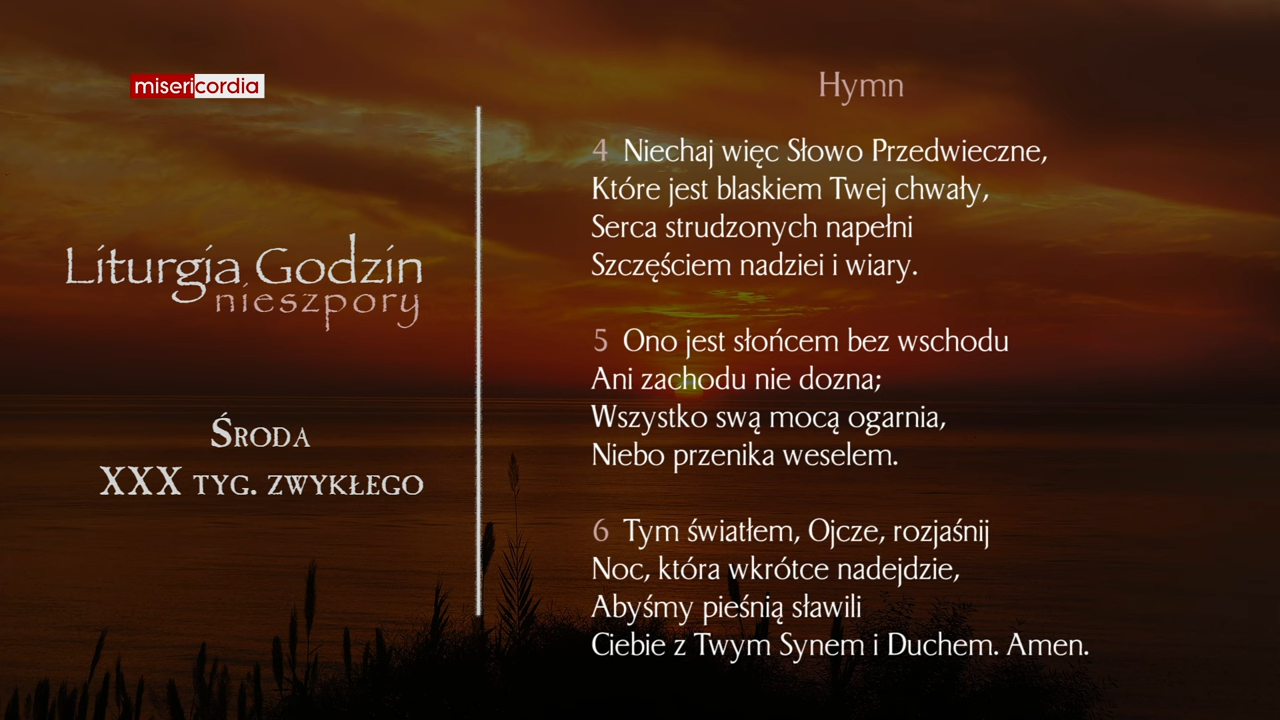 misericordia
Liturgia Godzin
nieszpory
Środa
XXX tyg. zwykłego
Hymn
4 Niechaj więc Słowo Przedwieczne,
Które jest blaskiem Twej chwały,
Serca strudzonych napełni
Szczęściem nadziei i wiary.
5 Ono jest słońcem bez wschodu
Ani zachodu nie dozna;
Wszystko swą mocą ogarnia,
Niebo przenika weselem.
6 Tym światłem, Ojcze, rozjaśnij
Noc, która wkrótce nadejdzie,
Abyśmy pieśnią sławili
Ciebie z Twym Synem i Duchem. Amen.